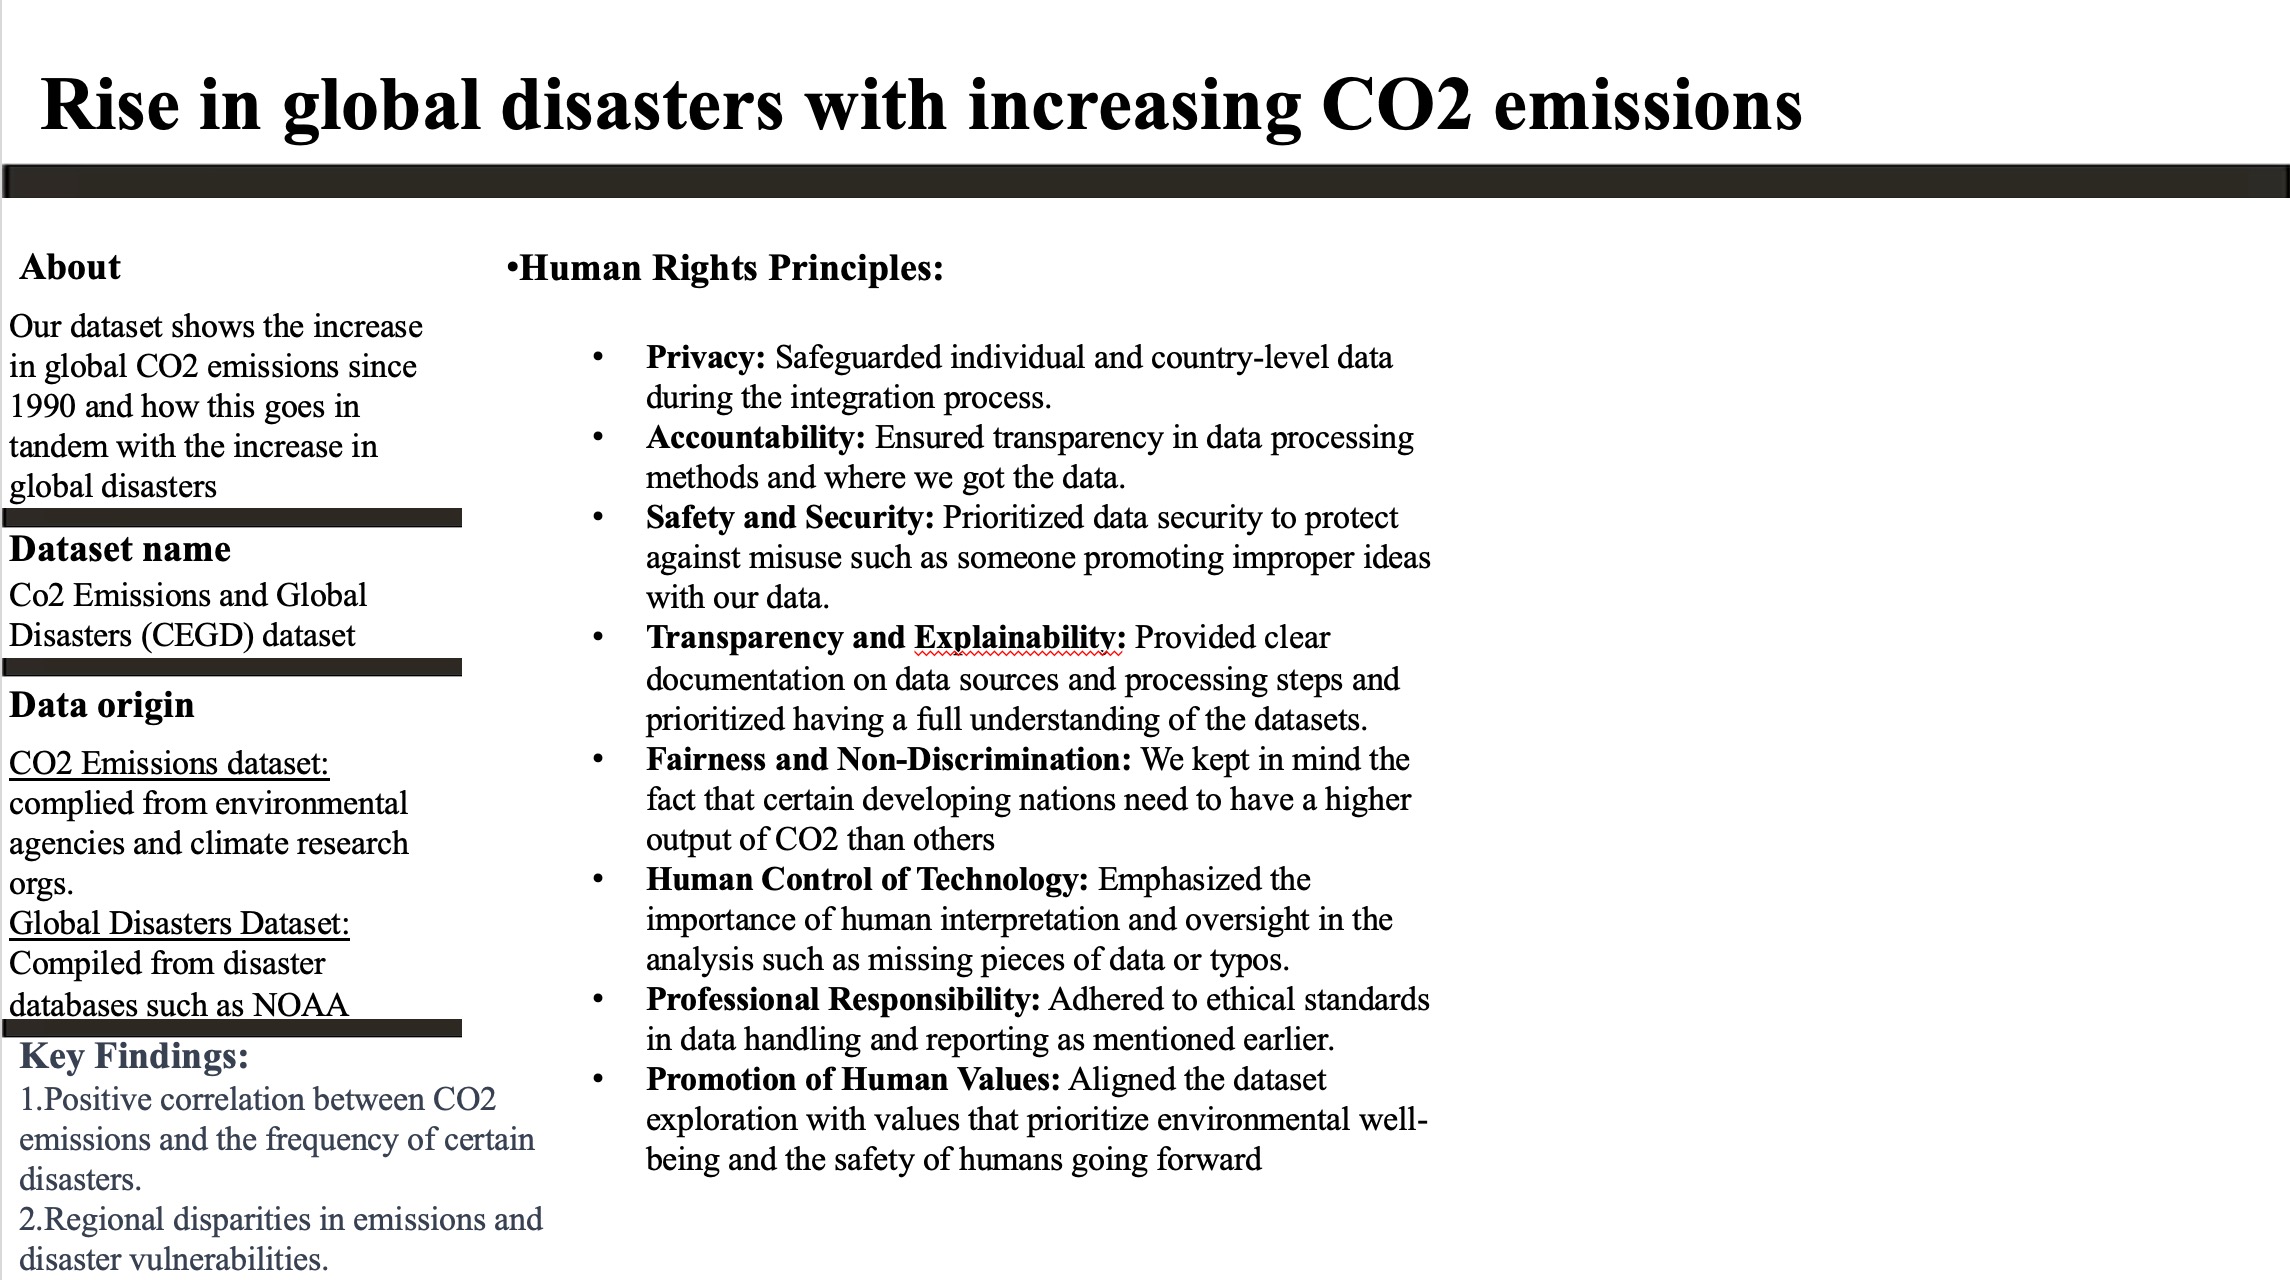 Rise in global disasters with increasing CO2 emissions
About
Our dataset shows the increase
in global CO2 emissions since
1990 and how this goes in
tandem with the increase in
global disasters
Dataset name
Co2 Emissions and Global
Disasters (CEGD) dataset
Data origin
CO2 Emissions dataset:
complied from environmental
agencies and climate research
orgs.
Global Disasters Dataset:
Compiled from disaster
databases such as NOAA
Key Findings:
1.Positive correlation between CO2
emissions and the frequency of certain
disasters.
2.Regional disparities in emissions and
disaster vulnerabilities.
•Human Rights Principles:
• Privacy: Safeguarded individual and country-level data
during the integration process.
• Accountability: Ensured transparency in data processing
methods and where we got the data.
• Safety and Security: Prioritized data security to protect
against misuse such as someone promoting improper ideas
with our data.
• Transparency and Explainability: Provided clear
documentation on data sources and processing steps and
prioritized having a full understanding of the datasets.
• Fairness and Non-Discrimination: We kept in mind the
fact that certain developing nations need to have a higher
output of CO2 than others
• Human Control of Technology: Emphasized the
importance of human interpretation and oversight in the
analysis such as missing pieces of data or typos.
• Professional Responsibility: Adhered to ethical standards
in data handling and reporting as mentioned earlier.
• Promotion of Human Values: Aligned the dataset
exploration with values that prioritize environmental well-
being and the safety of humans going forward